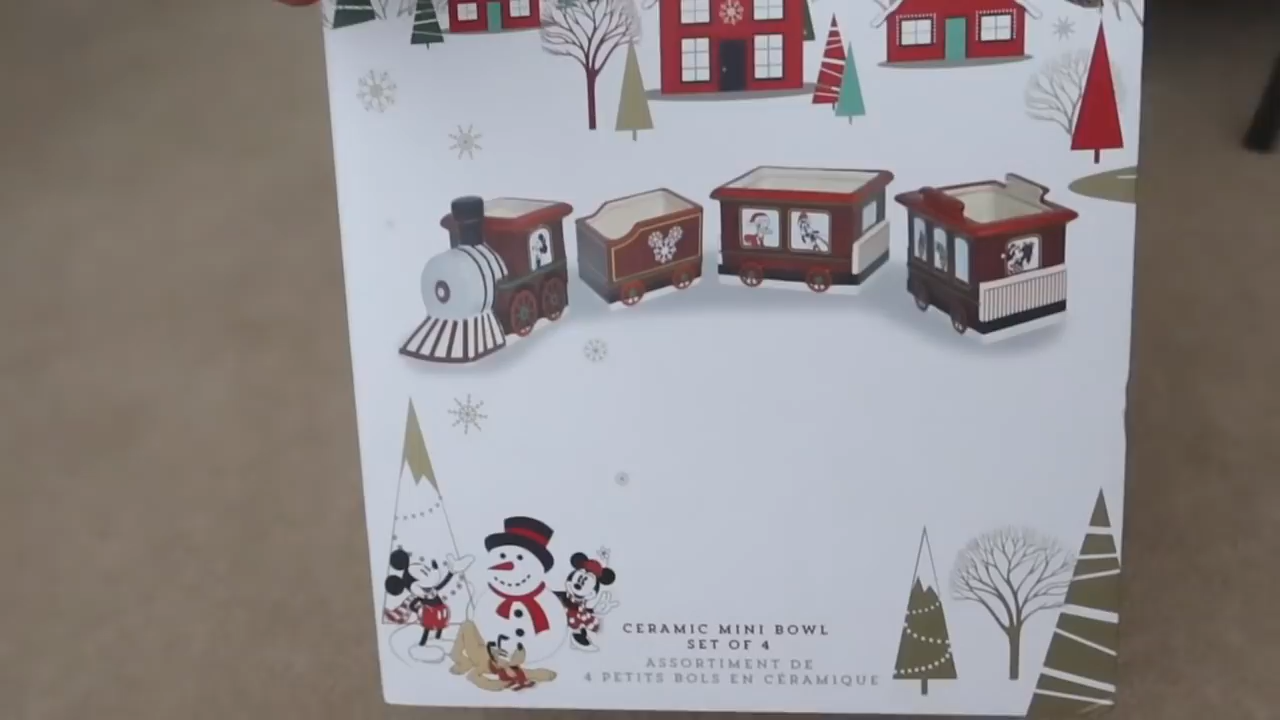 CERAMIC MINI BOWL
SET OF 4
ASSORTIMENT DE
4 PETITS BOLS EN CÉRAMIQUE